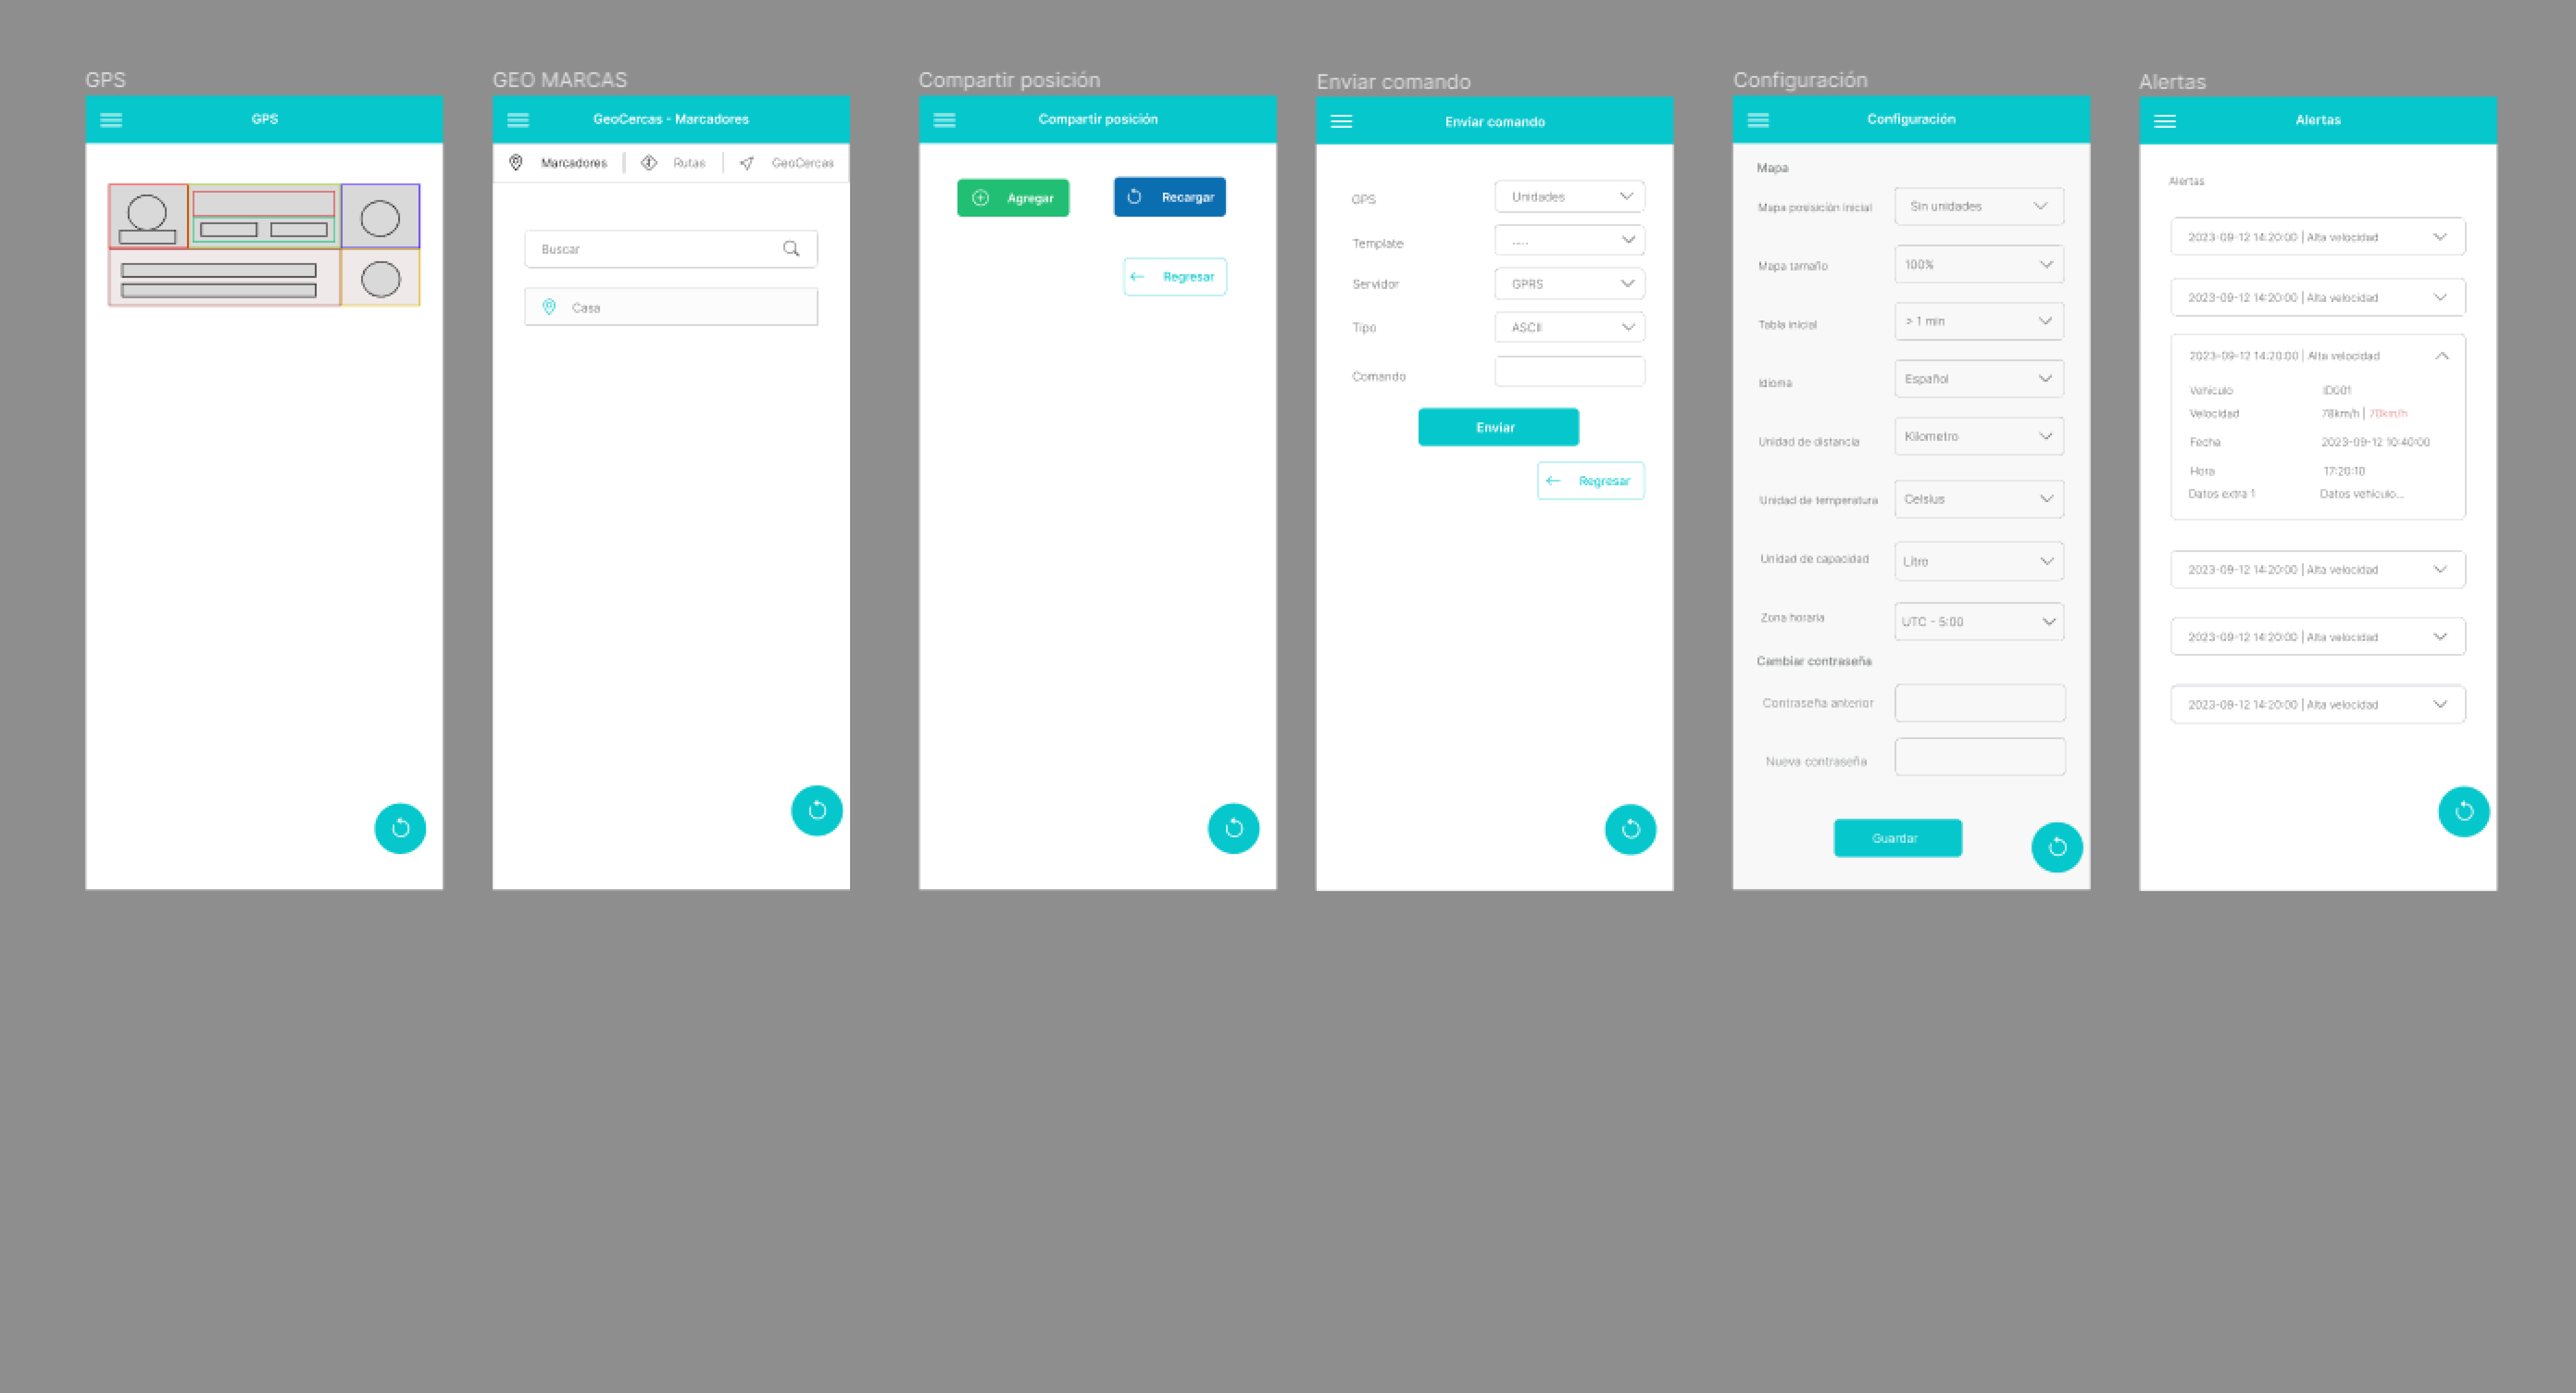 GPS
GPS
GEO MARCAS
GeoCercas - Marcadores
Marcadores | Rutas | GeoCercas
Buscar
Casa
Compartir posición
Compartir posición
Agregar
Recargar
Regresar
Enviar comando
Enviar comando
GPS
Unidades
Template
.....
Servidor
GPRS
Tipo
ASCII
Comando
Enviar
Regresar
Configuración
Configuración
Mapa
Mapa posisición inicial
Sin unidades
Mapa tamaño
100%
Tabla inicial
> 1 min
Idioma
Español
Unidad de distancia
Kilometro
Unidad de temperatura
Celsius
Unidad de capacidad
Litro
Zona horaria
UTC - 5:00
Cambiar contraseña
Contraseña anterior
Nueva contraseña
Guardar
Alertas
Alertas
Alertas
2023-09-12 14:20:00 | Alta velocidad
2023-09-12 14:20:00 | Alta velocidad
2023-09-12 14:20:00 | Alta velocidad
Vehiculo
ID001
Velocidad
78km/h | 70km/h
Fecha
2023-09-12 10:40:00
Hora
17:20:10
Datos extra 1
Datos vehículo...
2023-09-12 14:20:00 | Alta velocidad
2023-09-12 14:20:00 | Alta velocidad
2023-09-12 14:20:00 | Alta velocidad